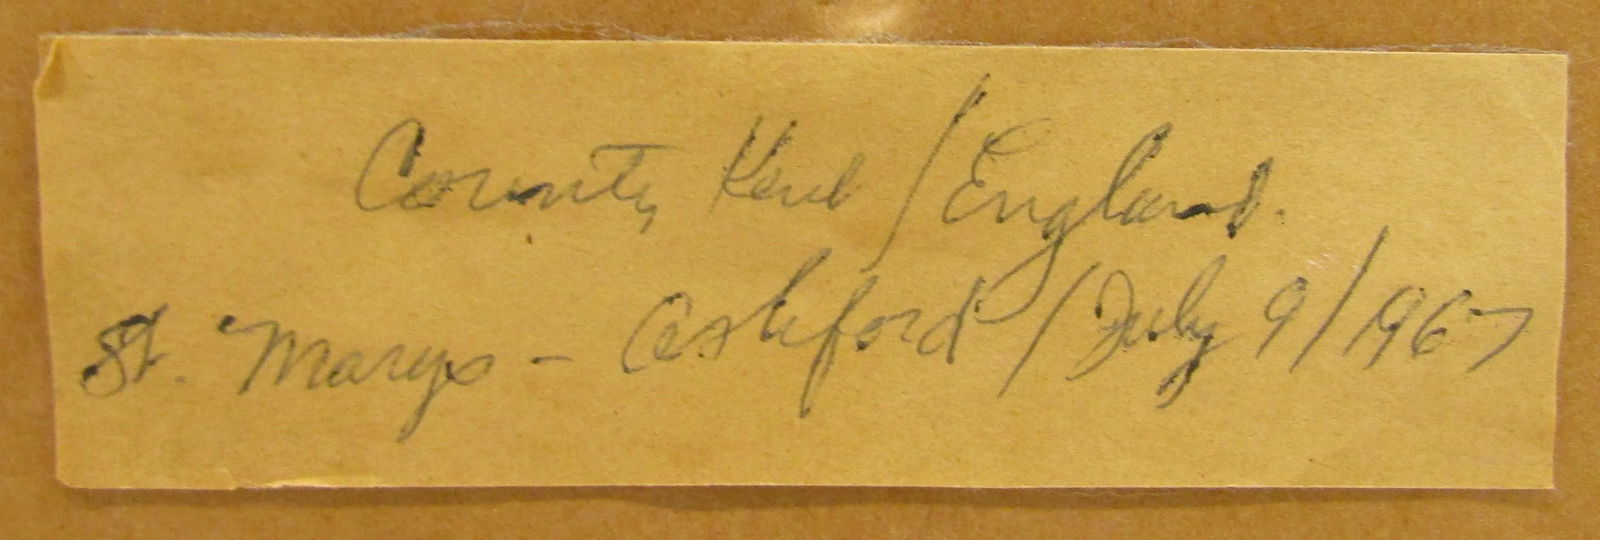 County Kent / England.
St. Marys - Ashford / July 9 / 1967